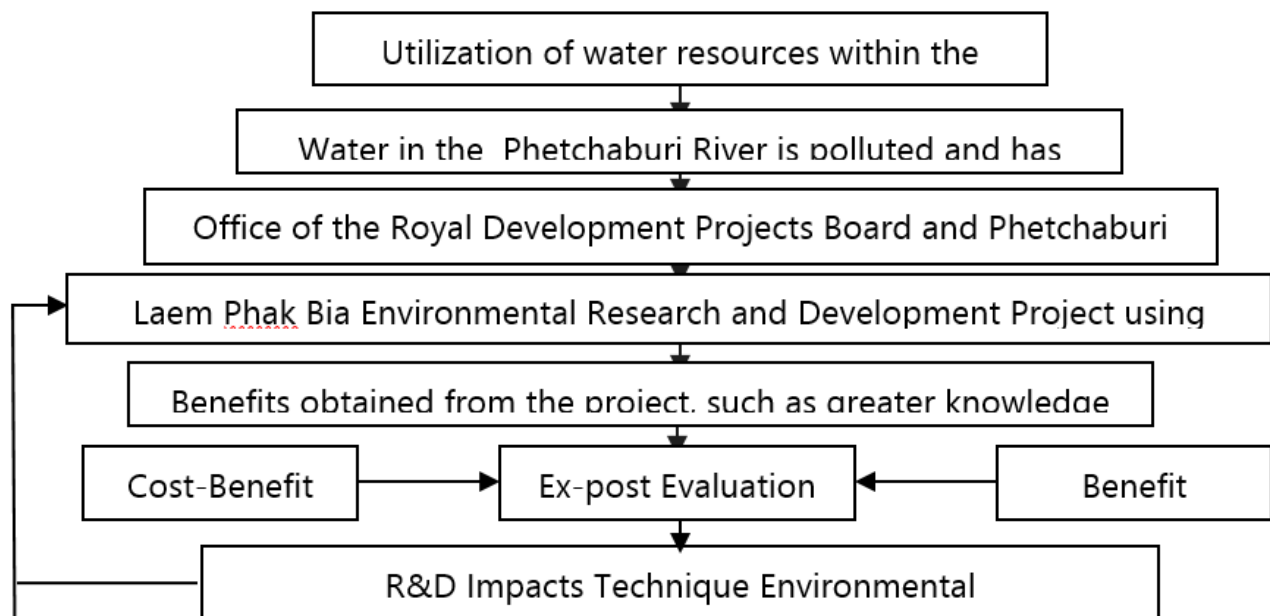 Utilization of water resources within the
Water in the Phetchaburi River is polluted and has
Office of the Royal Development Projects Board and Phetchaburi
Laem Phak Bia Environmental Research and Development Project using
Benefits obtained from the project, such as greater knowledge
Cost-Benefit
Ex-post Evaluation
Benefit
R&D Impacts Technique Environmental